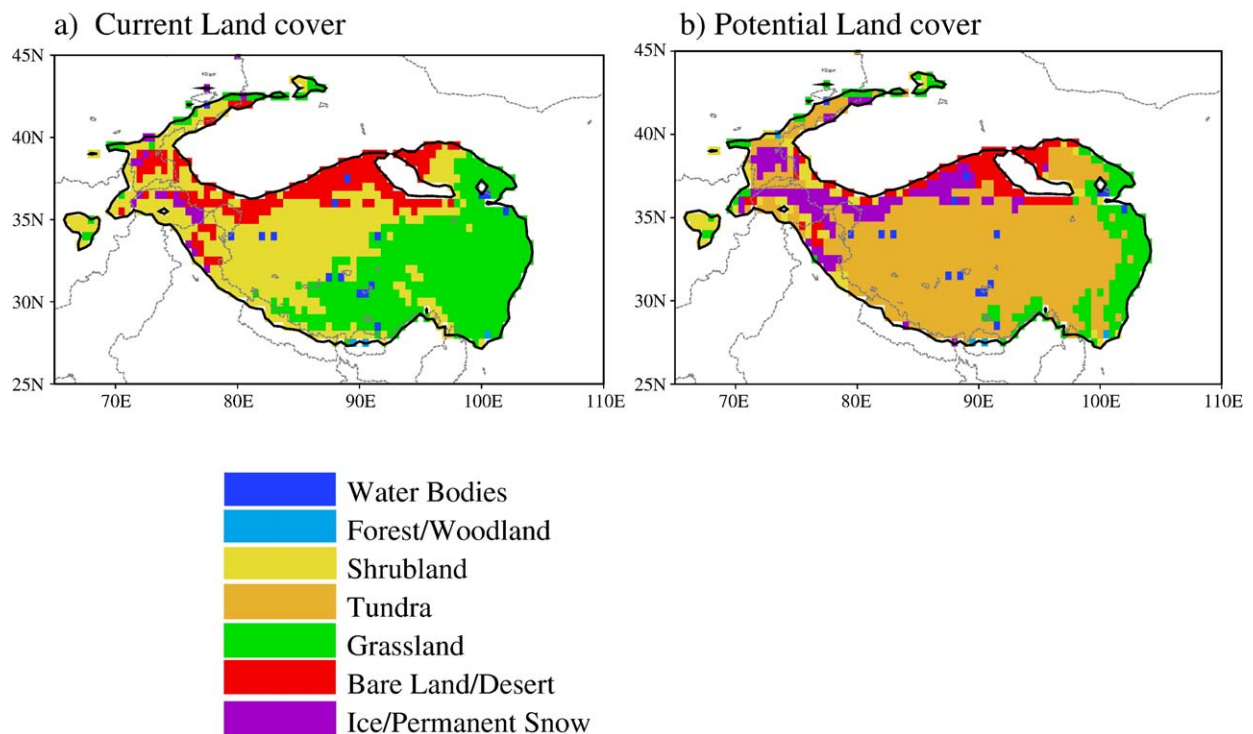 a) Current Land cover
b) Potential Land cover
45N
40N
35N
30N
25N
70E 80E 90E 100E 110E
45N
40N
35N
30N
25N
70E 80E 90E 100E 110E
Water Bodies
Forest/Woodland
Shrubland
Tundra
Grassland
Bare Land/Desert
Ice/Permanent Snow